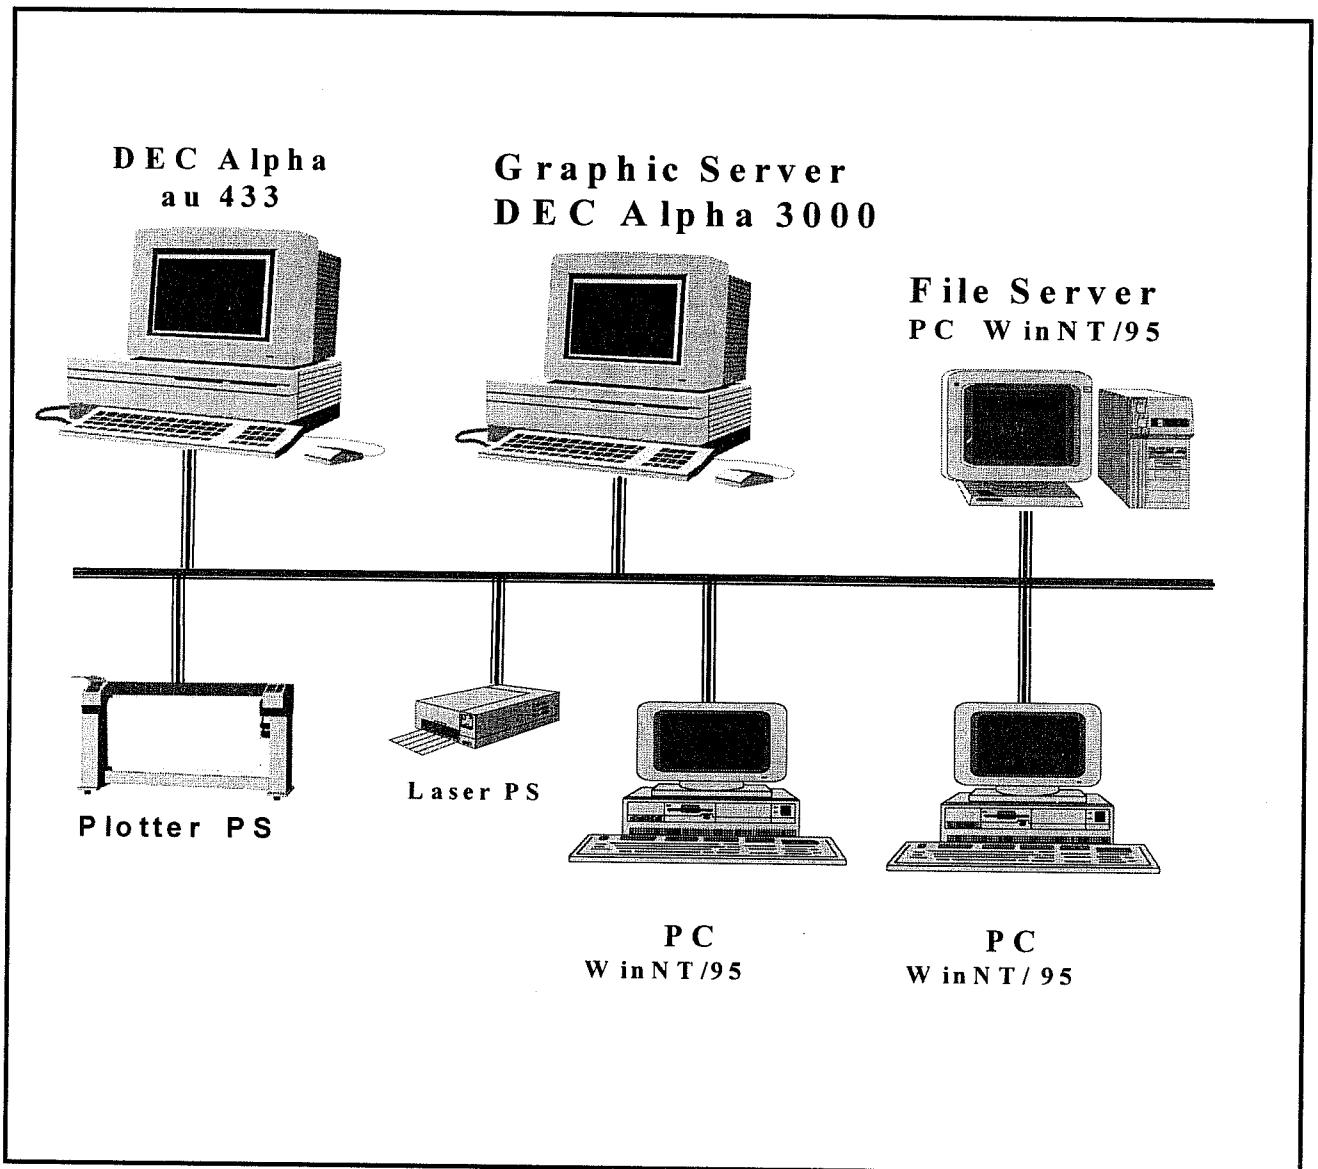 DEC Alpha
au 433
Graphic Server
DEC Alpha 3000
File Server
PC WinNT/95
Plotter PS
Laser PS
PC
WinNT/95
PC
WinNT/ 95